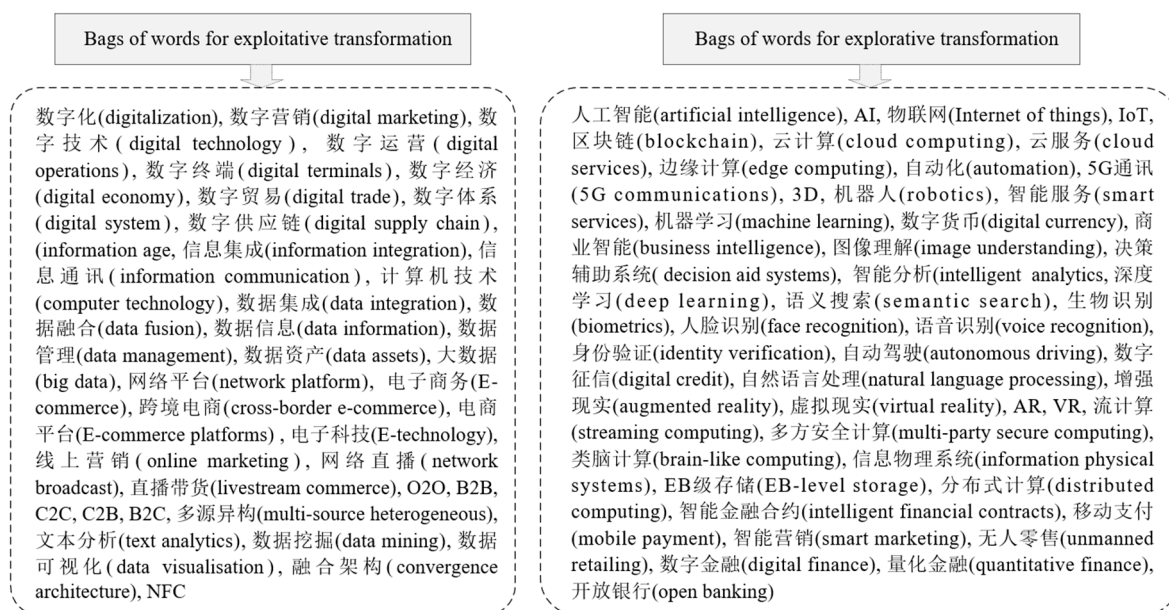 Bags of words for exploitative transformation
数字化(digitalization), 数字营销(digital marketing), 数
字技术(digital technology), 数字运营(digital
operations), 数字终端(digital terminals), 数字经济
(digital economy), 数字贸易(digital trade), 数字体系
(digital system), 数字供应链(digital supply chain),
(information age, 信息集成(information integration), 信
息通讯(information communication), 计算机技术
(computer technology), 数据集成(data integration), 数
据融合(data fusion), 数据信息(data information), 数据
管理(data management), 数据资产(data assets), 大数据
(big data), 网络平台(network platform), 电子商务(E-
commerce), 跨境电商(cross-border e-commerce), 电商
平台(E-commerce platforms) , 电子科技(E-technology),
线上营销(online marketing), 网络直播(network
broadcast), 直播带货(livestream commerce), O2O, B2B,
C2C, C2B, B2C, 多源异构(multi-source heterogeneous),
文本分析(text analytics), 数据挖掘(data mining), 数据
可视化(data visualisation), 融合架构(convergence
architecture), NFC
Bags of words for explorative transformation
人工智能(artificial intelligence), AI, 物联网(Internet of things), IoT,
区块链(blockchain), 云计算(cloud computing), 云服务(cloud
services), 边缘计算(edge computing), 自动化(automation), 5G通讯
(5G communications), 3D, 机器人(robotics), 智能服务(smart
services), 机器学习(machine learning), 数字货币(digital currency), 商
业智能(business intelligence), 图像理解(image understanding), 决策
辅助系统( decision aid systems), 智能分析(intelligent analytics, 深度
学习(deep learning), 语义搜索(semantic search), 生物识别
(biometrics), 人脸识别(face recognition), 语音识别(voice recognition),
身份验证(identity verification), 自动驾驶(autonomous driving), 数字
征信(digital credit), 自然语言处理(natural language processing), 增强
现实(augmented reality), 虚拟现实(virtual reality), AR, VR, 流计算
(streaming computing), 多方安全计算(multi-party secure computing),
类脑计算(brain-like computing), 信息物理系统(information physical
systems), EB级存储(EB-level storage), 分布式计算(distributed
computing), 智能金融合约(intelligent financial contracts), 移动支付
(mobile payment), 智能营销(smart marketing), 无人零售(unmanned
retailing), 数字金融(digital finance), 量化金融(quantitative finance),
开放银行(open banking)